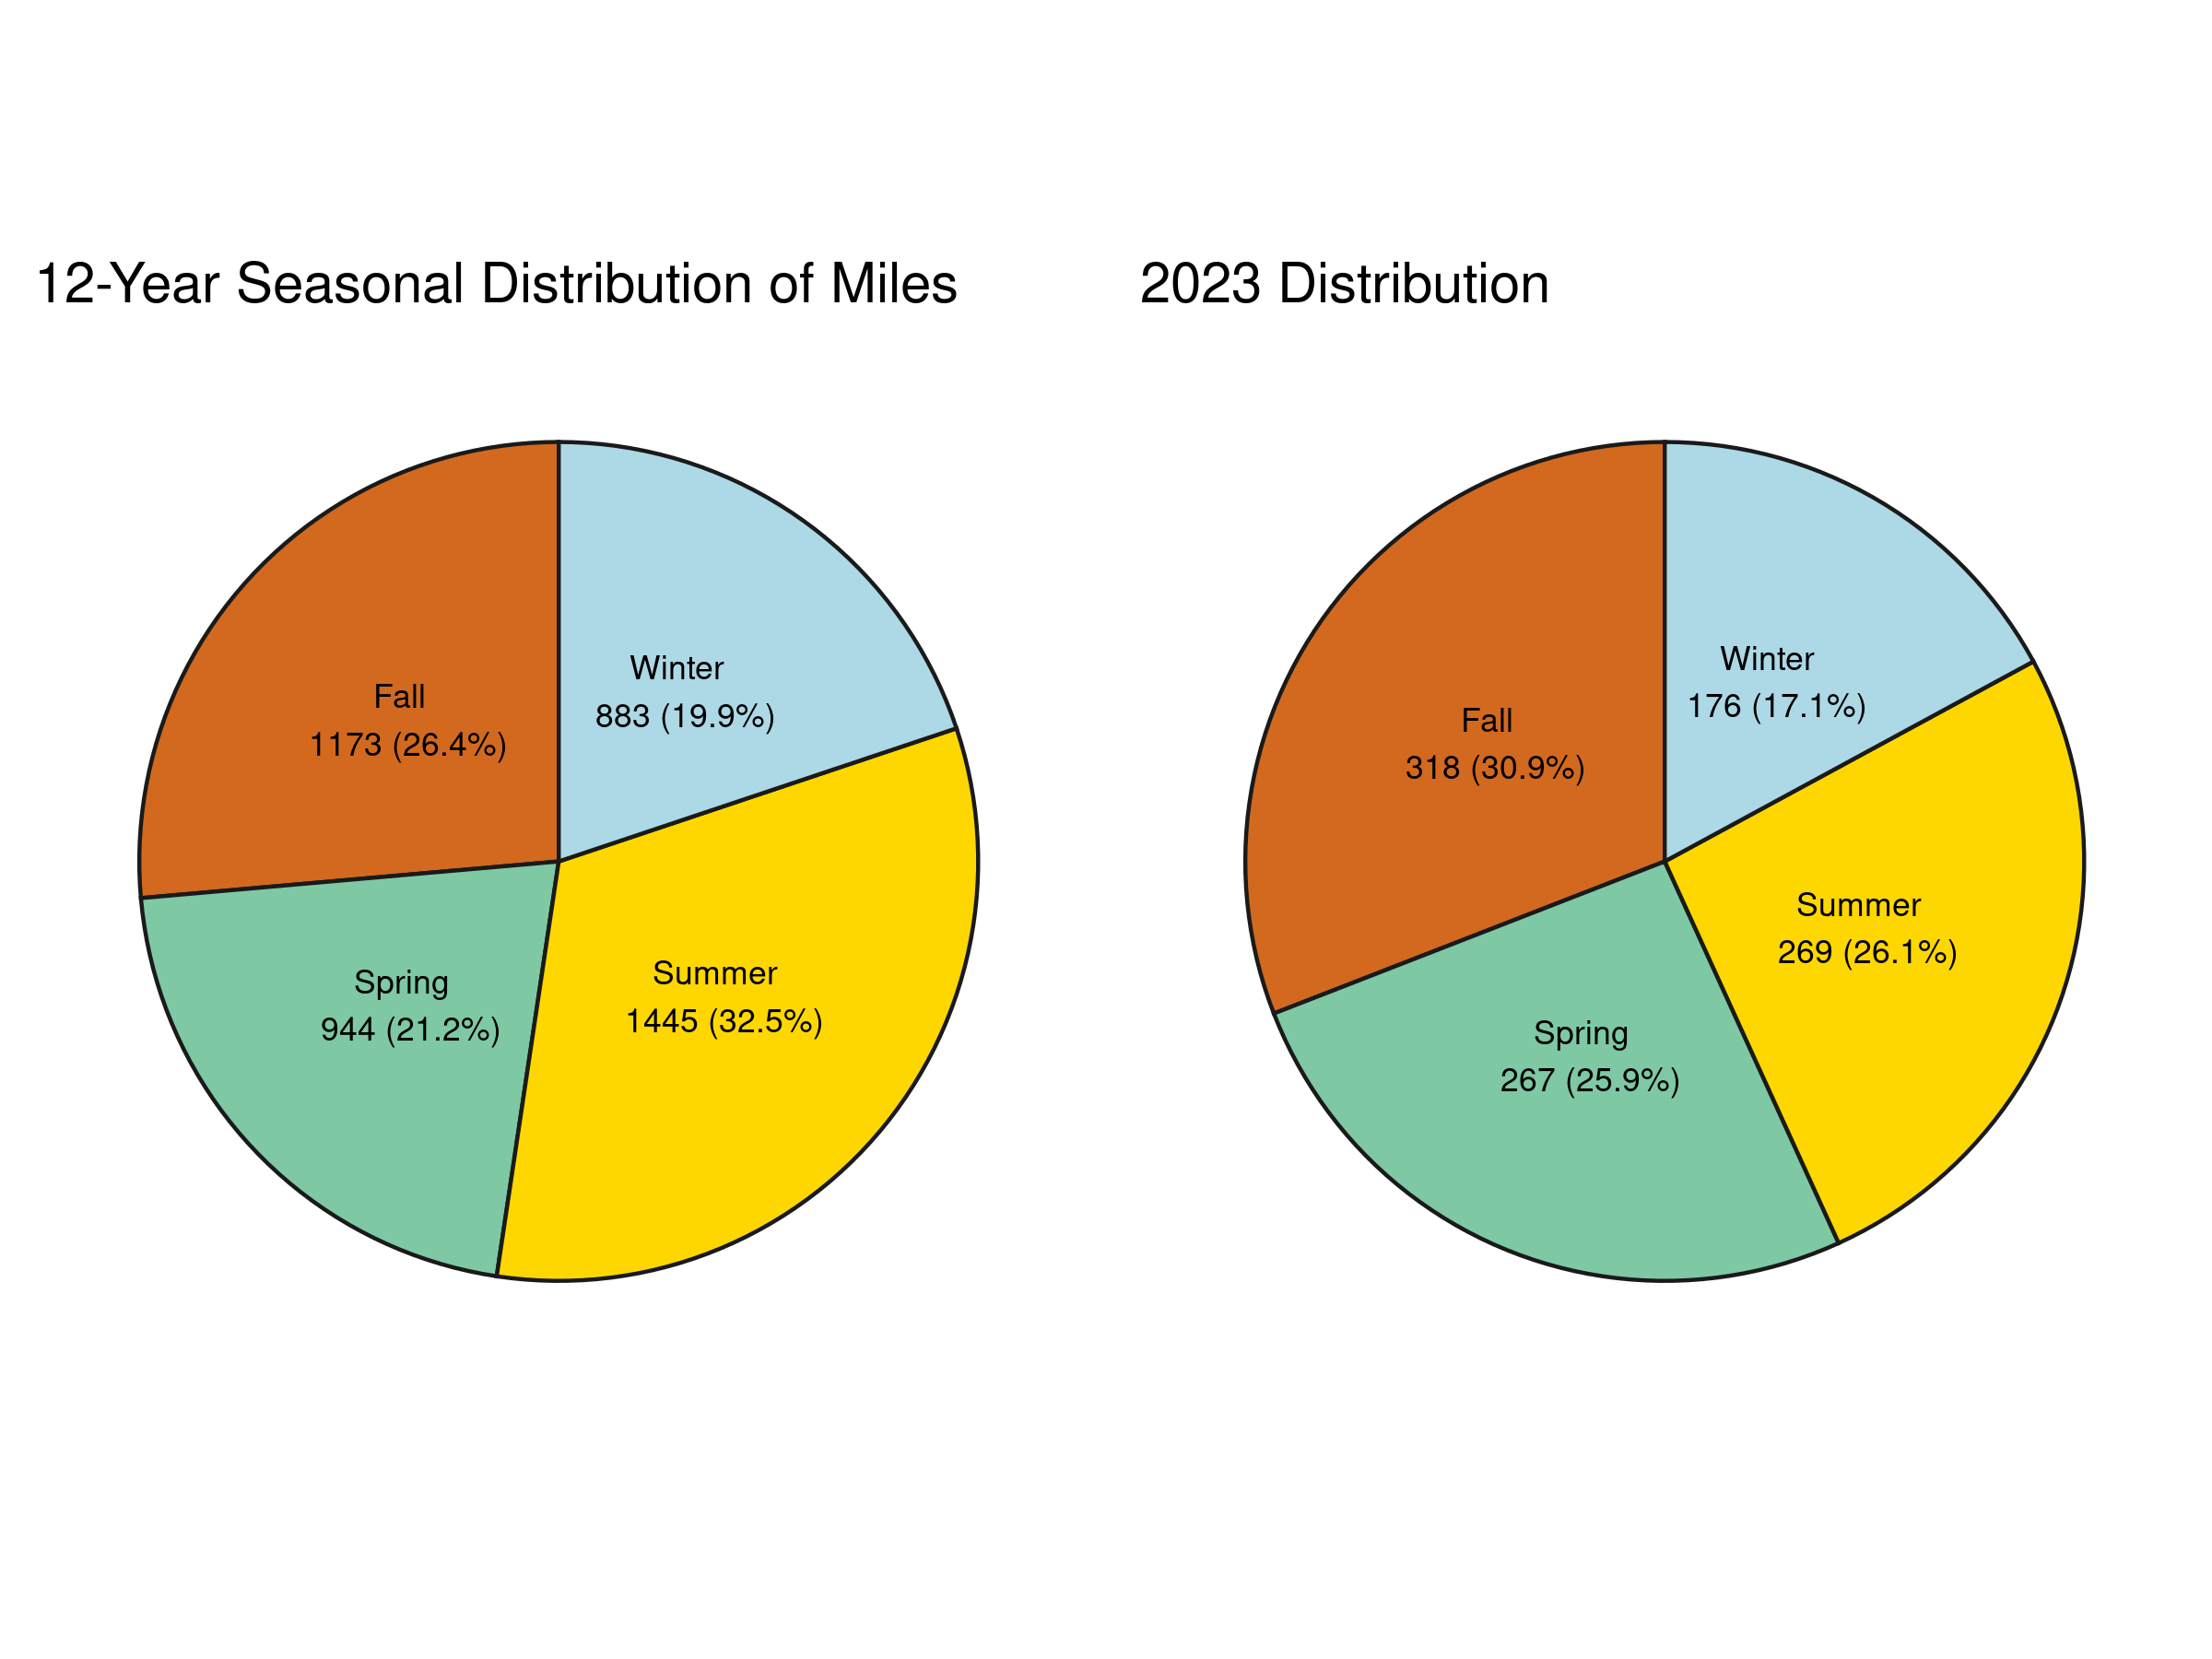 12-Year Seasonal Distribution of Miles
Winter
883 (19.9%)
Fall
1173 (26.4%)
Summer
1445 (32.5%)
Spring
944 (21.2%)
2023 Distribution
Winter
176 (17.1%)
Fall
318 (30.9%)
Summer
269 (26.1%)
Spring
267 (25.9%)